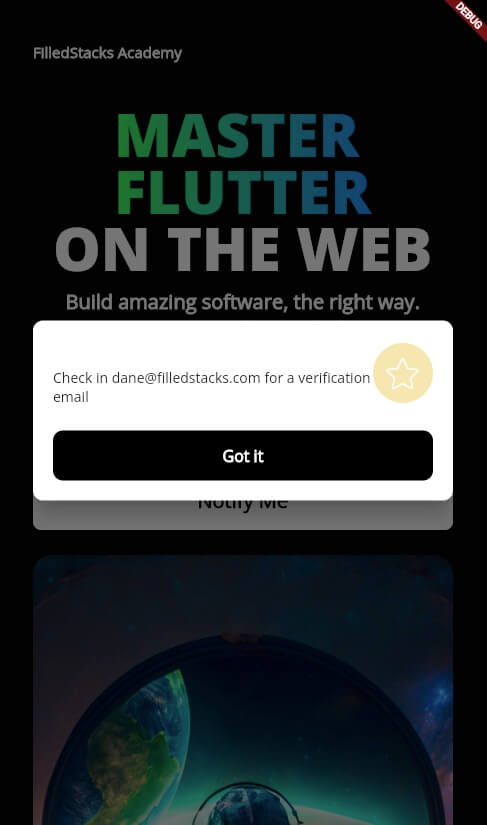 DEBUG
FilledStacks Academy
MASTER
FLUTTER
ON THE WEB
Build amazing software, the right way.
Check in dane@filledstacks.com for a verification
email
Got it
Notify Me